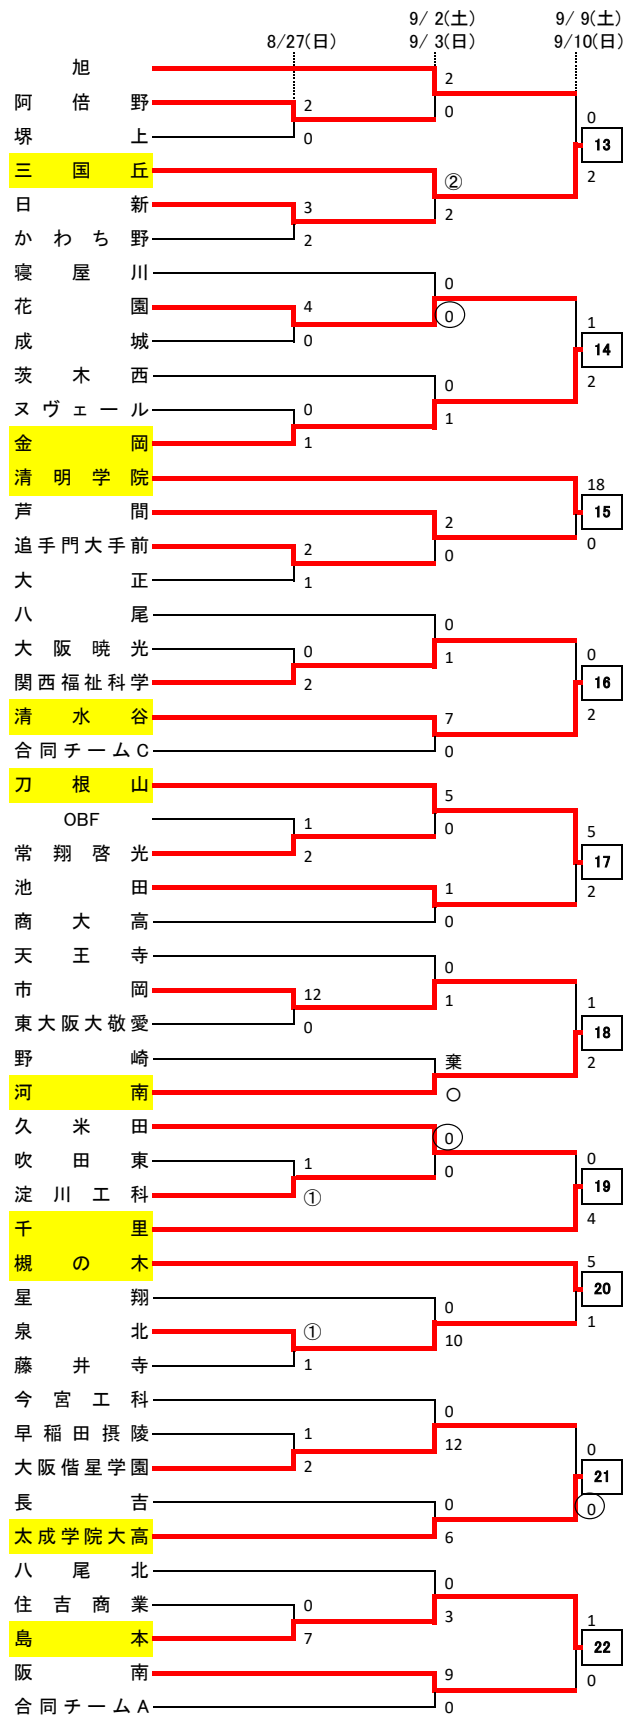 9/ 2(土) 9/ 9(土)
8/27(日) 9/ 3(日) 9/10(日)
旭
2
阿倍野
2
0
0
堺上
0
13
三国丘
②
2
日新
3
2
かわち野
2
寝屋川
0
花園
4
0
1
成城
0
14
茨木西
0
2
ヌヴェール
0
1
金岡
1
清明学院
18
芦間
2
15
追手門大手前
2
0
0
大正
1
八尾
0
大阪暁光
0
1
0
関西福祉科学
2
16
清水谷
7
2
合同チームC
0
刀根山
5
OBF
1
0
5
常翔啓光
2
17
池田
1
2
商大高
0
天王寺
0
市岡
12
1
1
東大阪大敬愛
0
18
野崎
棄
2
河南
○
久米田
0
吹田東
1
0
0
淀川工科
①
19
千里
4
槻の木
5
星翔
0
20
泉北
①
10
1
藤井寺
1
今宮工科
0
早稲田摂陵
1
12
0
大阪偕星学園
2
21
長吉
0
0
太成学院大高
6
八尾北
0
住吉商業
0
3
1
島本
7
22
阪南
9
0
合同チームA
0